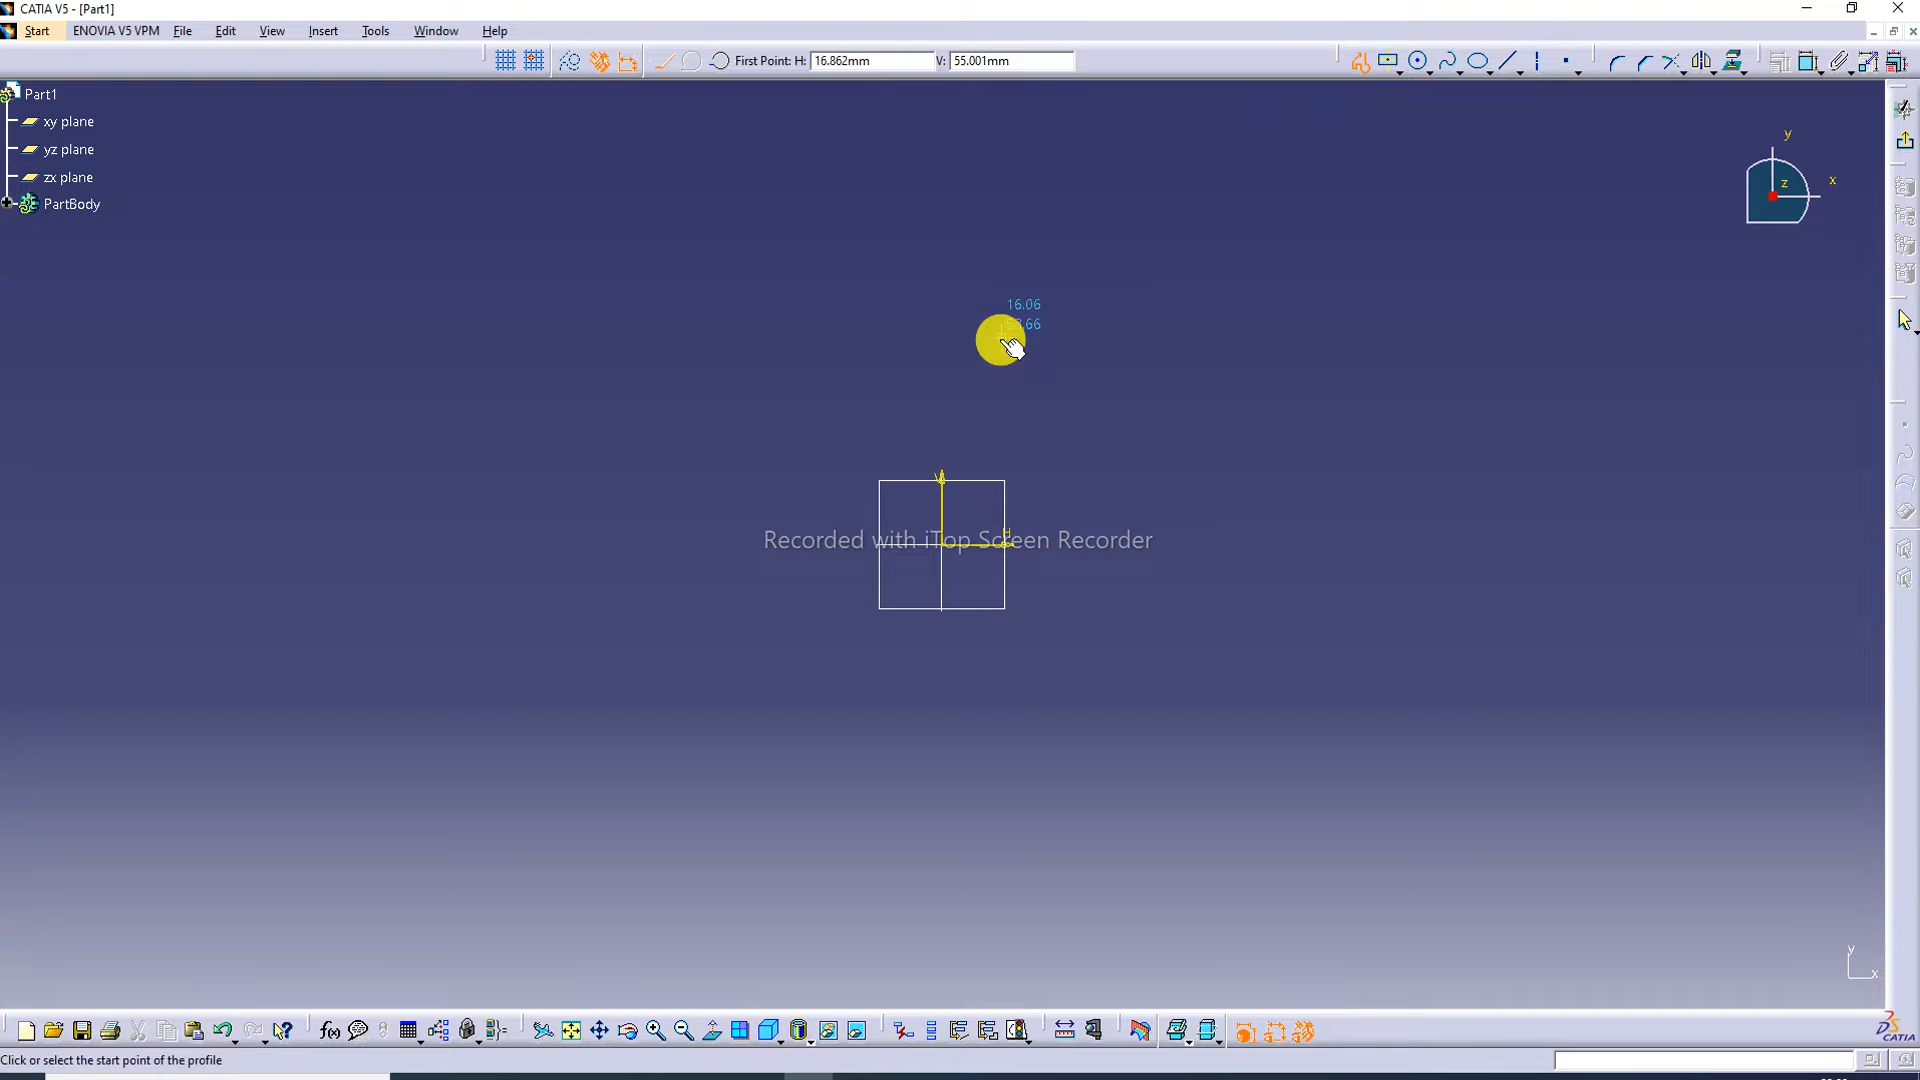 CATIA V5 - [Part1]
Start ENOVIA V5 VPM File Edit View Insert Tools Window Help
First Point: H: 16.862mm V: 55.001mm
Part1
xy plane
yz plane
zx plane
PartBody
y
x
z
16.06
V
H
Recorded with iTop Screen Recorder
y
x
f(x)
CATIA
Click or select the start point of the profile